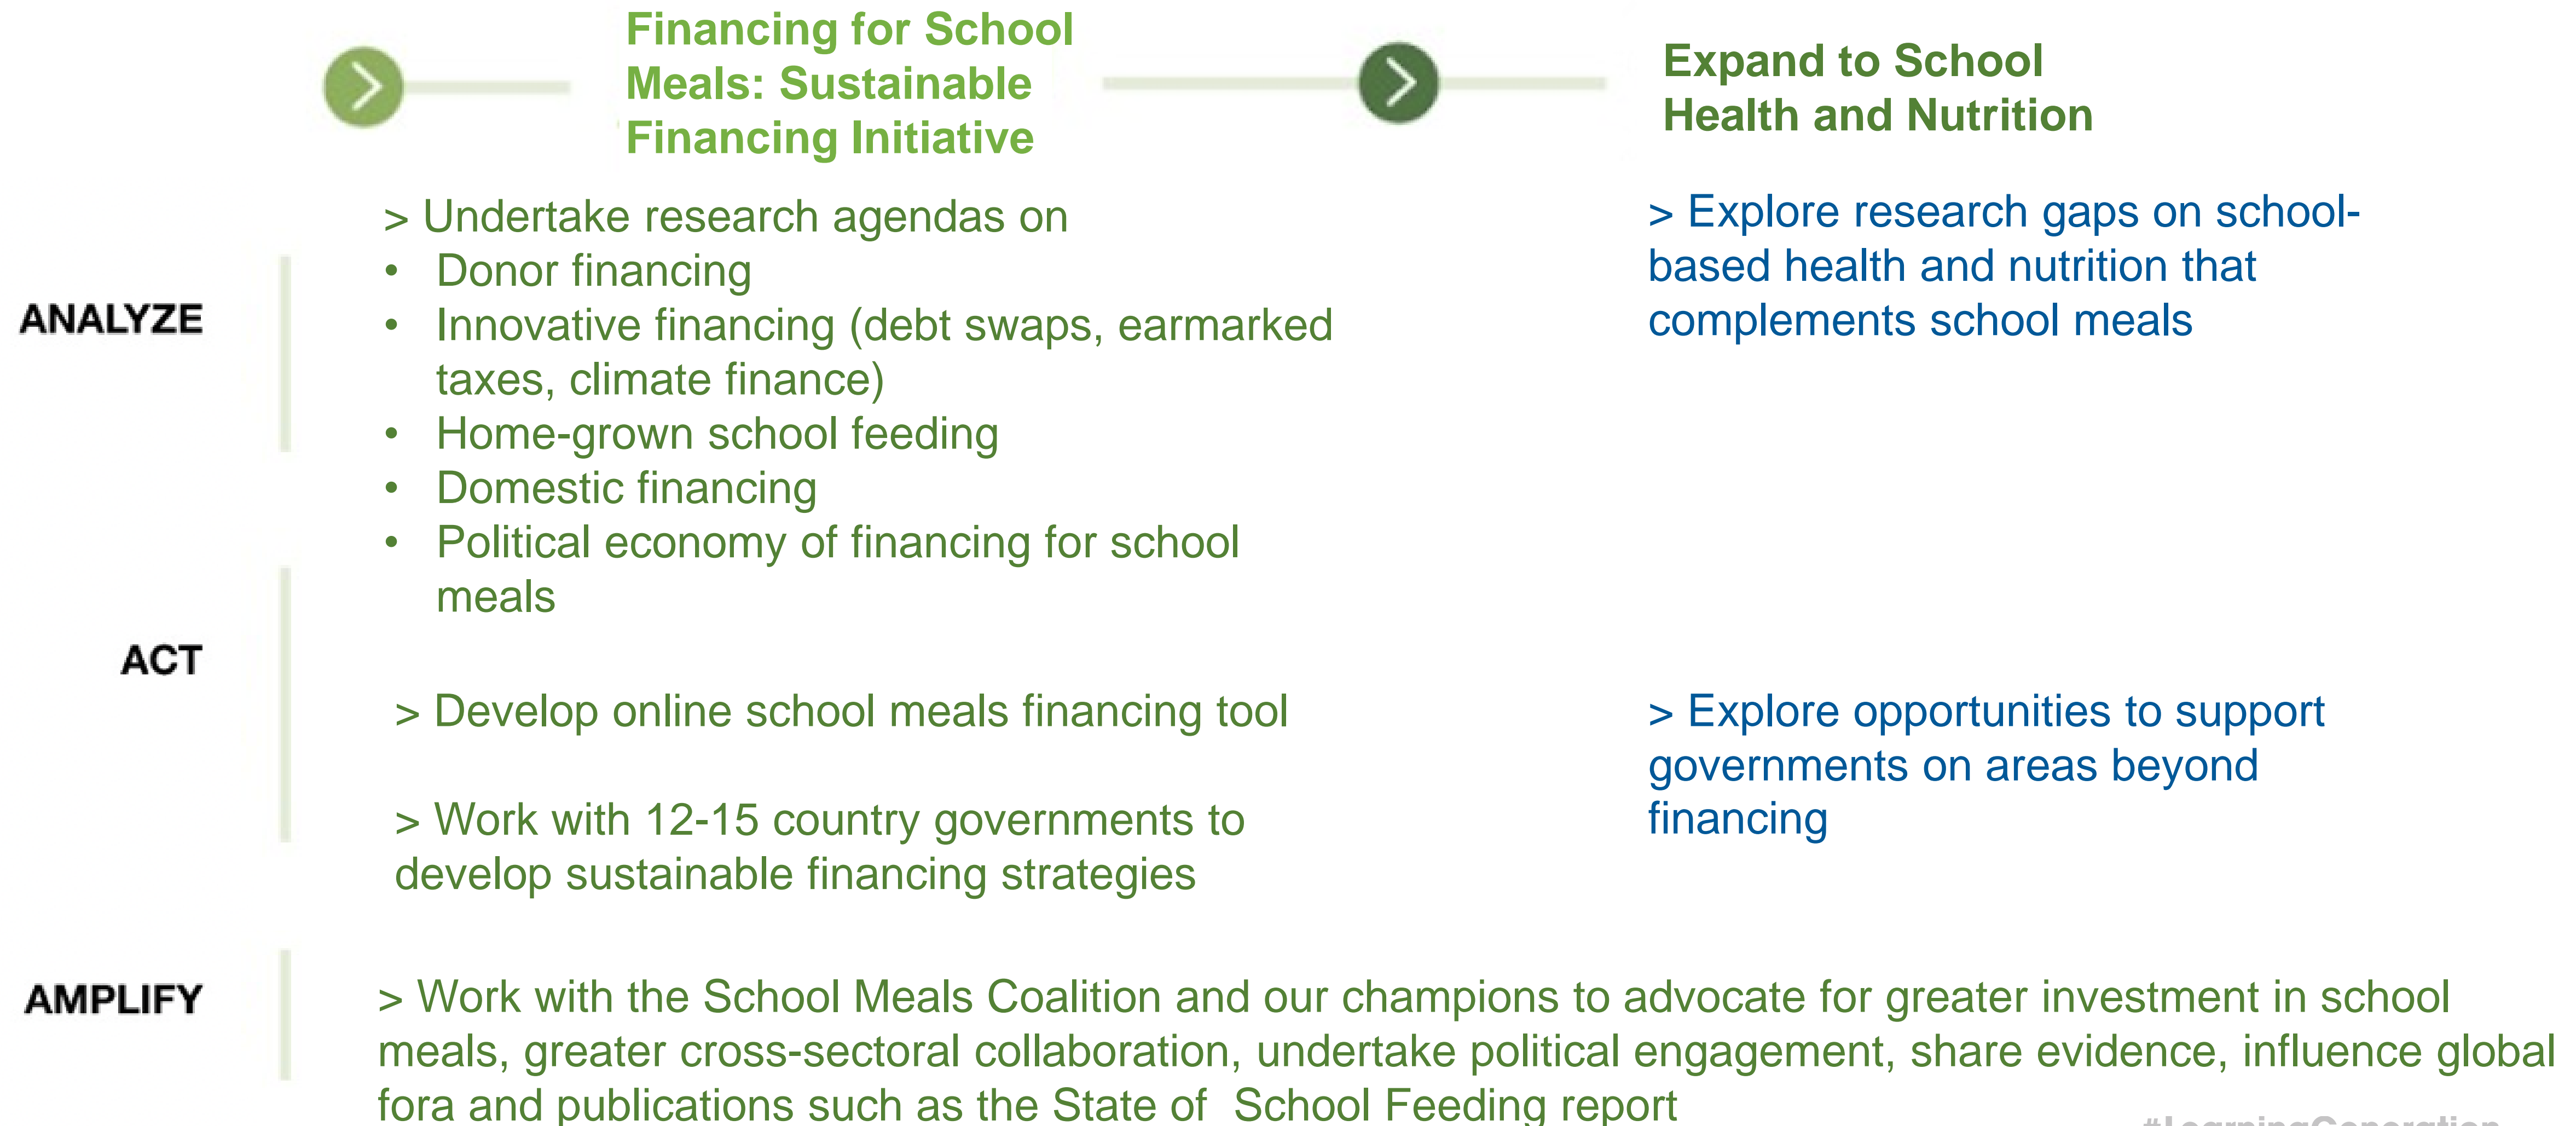 Financing for School
Meals: Sustainable
Financing Initiative
Expand to School
Health and Nutrition
ANALYZE
> Undertake research agendas on
• Donor financing
• Innovative financing (debt swaps, earmarked
taxes, climate finance)
• Home-grown school feeding
• Domestic financing
• Political economy of financing for school
meals
> Explore research gaps on school-
based health and nutrition that
complements school meals
ACT
> Develop online school meals financing tool
> Work with 12-15 country governments to
develop sustainable financing strategies
> Explore opportunities to support
governments on areas beyond
financing
AMPLIFY
> Work with the School Meals Coalition and our champions to advocate for greater investment in school
meals, greater cross-sectoral collaboration, undertake political engagement, share evidence, influence global
fora and publications such as the State of  School Feeding report
#LearningGeneration